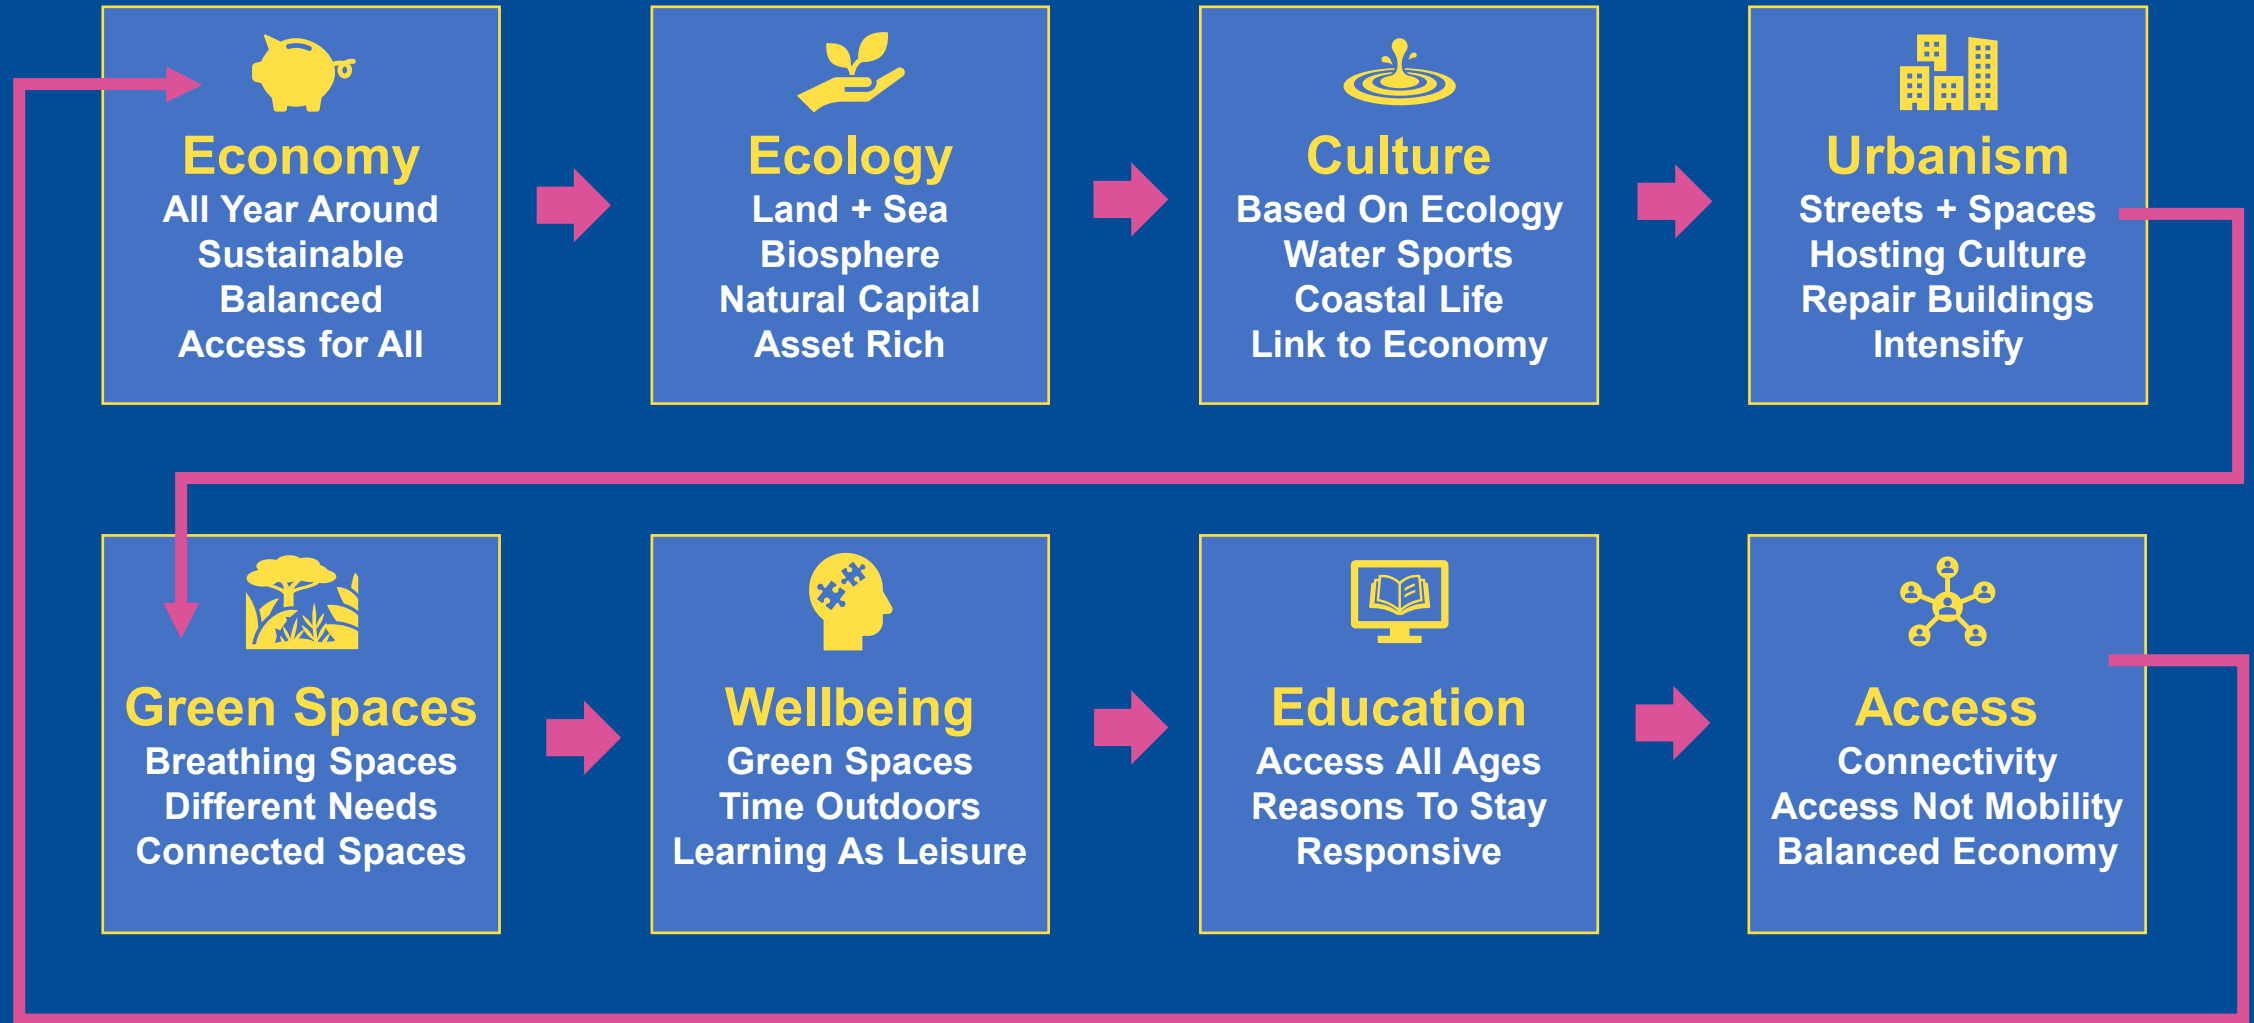 Economy
All Year Around
Sustainable
Balanced
Access for All
Ecology
Land + Sea
Biosphere
Natural Capital
Asset Rich
Culture
Based On Ecology
Water Sports
Coastal Life
Link to Economy
Urbanism
Streets + Spaces
Hosting Culture
Repair Buildings
Intensify
Green Spaces
Breathing Spaces
Different Needs
Connected Spaces
Wellbeing
Green Spaces
Time Outdoors
Learning As Leisure
Education
Access All Ages
Reasons To Stay
Responsive
Access
Connectivity
Access Not Mobility
Balanced Economy